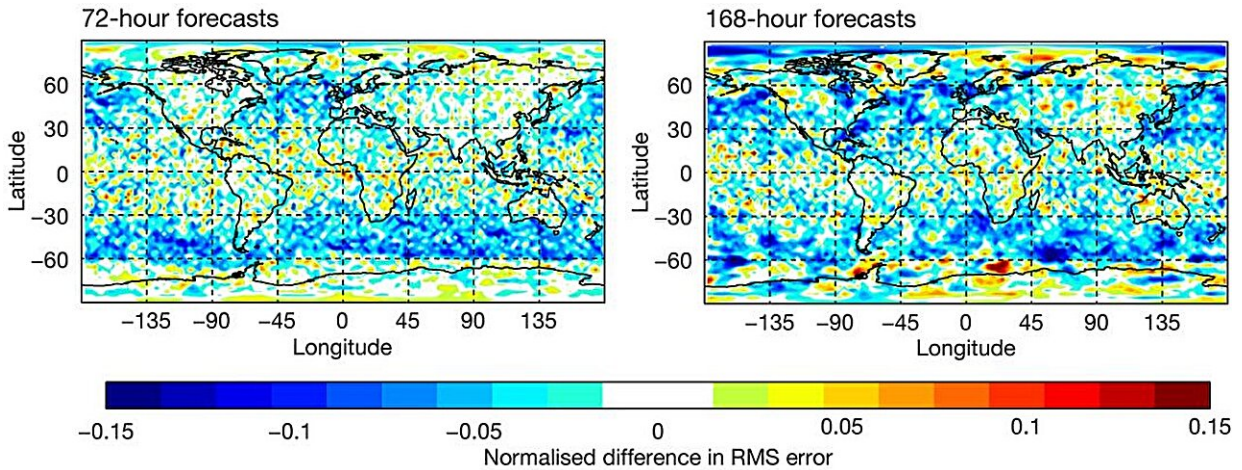 72-hour forecasts
168-hour forecasts
Latitude
60
30
0
−30
−60
−135 −90 −45 0 45 90 135
Longitude
Latitude
60
30
0
−30
−60
−135 −90 −45 0 45 90 135
Longitude
−0.15 −0.1 −0.05 0 0.05 0.1 0.15
Normalised difference in RMS error